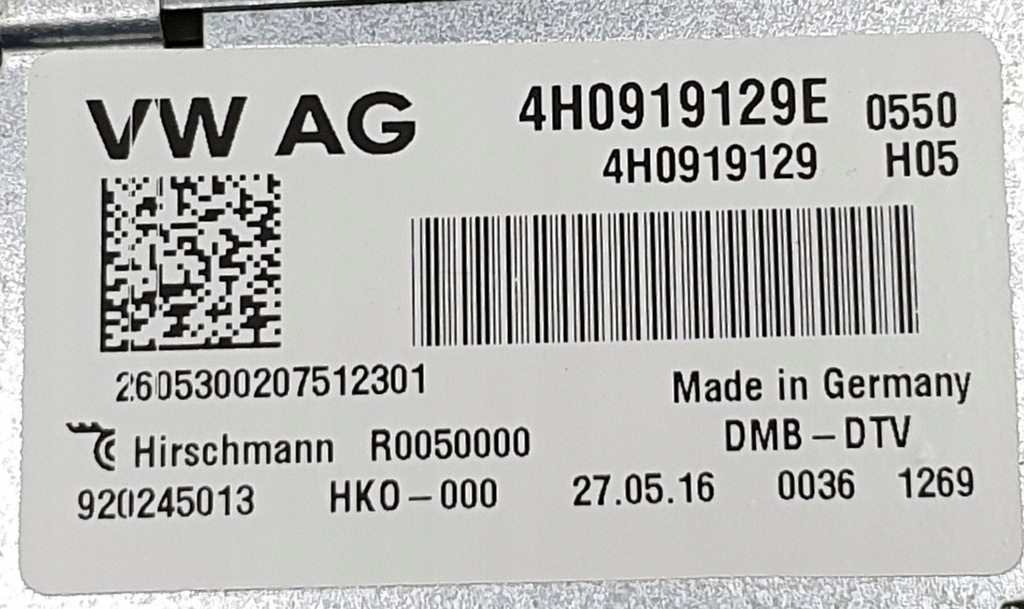 VW AG 4H0919129E 0550
4H0919129 H05
2605300207512301
Made in Germany
Hirschmann R0050000 DMB-DTV
920245013 HK0-000 27.05.16 0036 1269